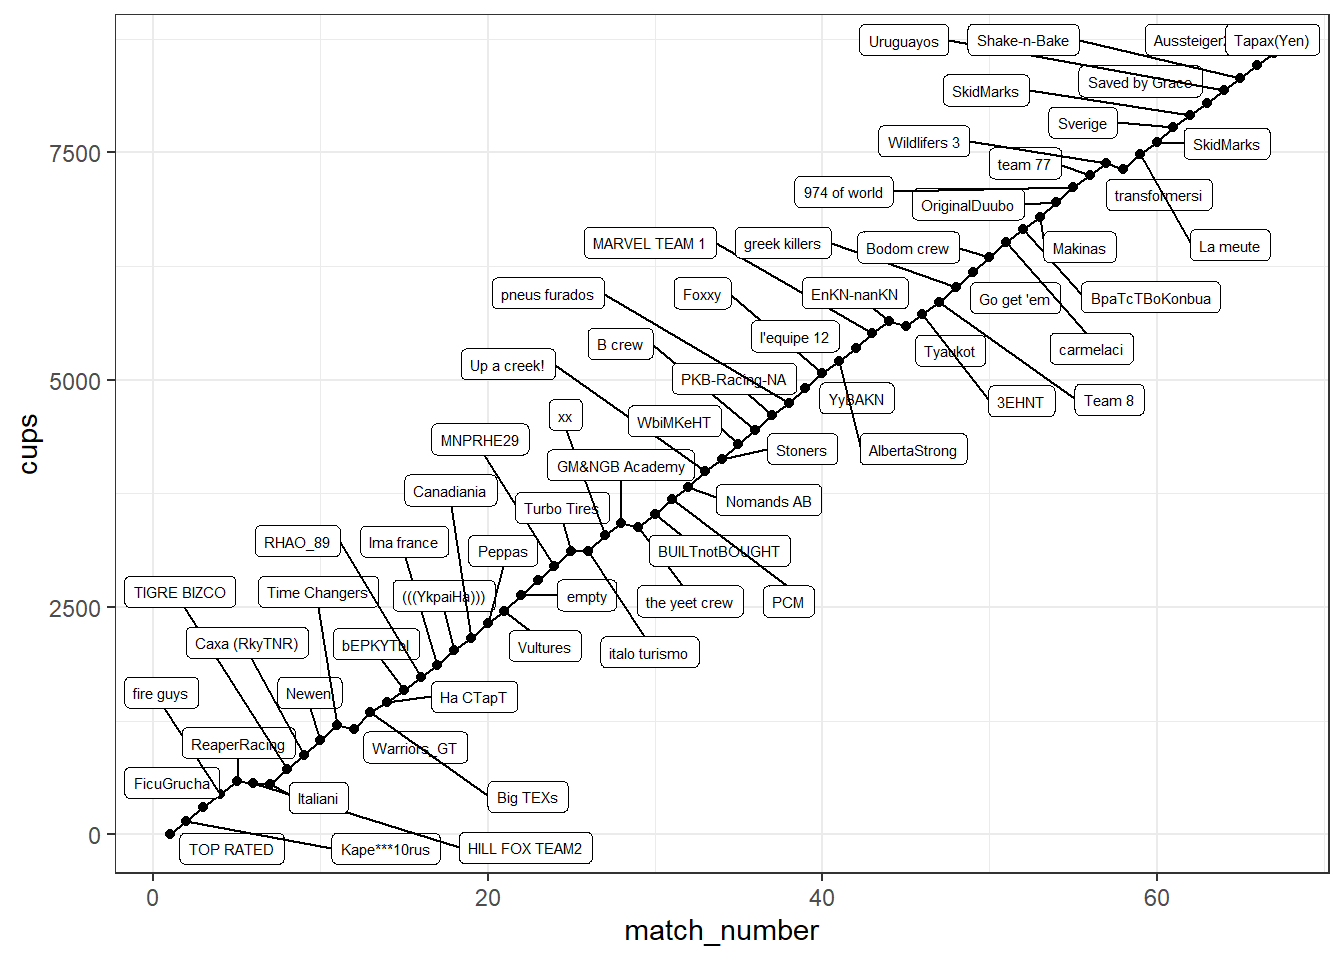 Uruguayos
Shake-n-Bake
Aussteiger
Tapax(Yen)
Saved by Grace
SkidMarks
Sverige
SkidMarks
Wildlifers 3
team 77
974 of world
OriginalDuubo
transformersi
La meute
MARVEL TEAM 1
greek killers
Bodom crew
Makinas
pneus furados
Foxxy
EnKN-nanKN
Go get 'em
BpaTcTBoKonbua
B crew
l'equipe 12
Tyaukot
carmelaci
Up a creek!
PKB-Racing-NA
YyBAKN
3EHNT
Team 8
xx
WbiMKeHT
MNPRHE29
GM&NGB Academy
Stoners
AlbertaStrong
Canadiania
Turbo Tires
Nomands AB
RHAO_89
Ima france
Peppas
BUILTnotBOUGHT
TIGRE BIZCO
Time Changers
(((YkpaiHa)))
empty
the yeet crew
PCM
Caxa (RkyTNR)
bEPKYTbI
Vultures
italo turismo
fire guys
Newen
Ha CTapT
ReaperRacing
Warriors_GT
FicuGrucha
Italiani
Big TEXs
TOP RATED
Kape***10rus
HILL FOX TEAM2
7500
5000
2500
0
cups
0
20
40
60
match_number